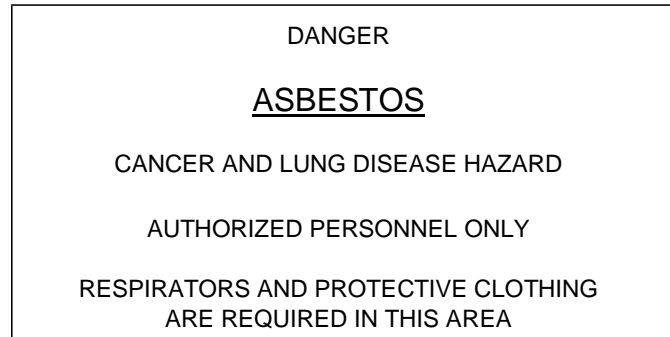 DANGER
ASBESTOS
CANCER AND LUNG DISEASE HAZARD
AUTHORIZED PERSONNEL ONLY
RESPIRATORS AND PROTECTIVE CLOTHING
ARE REQUIRED IN THIS AREA